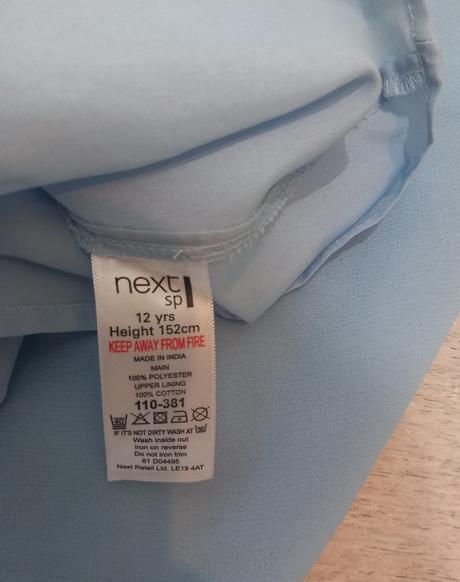 next
sp
12 yrs
Height 152cm
KEEP AWAY FROM FIRE
MADE IN INDIA
MAIN
100% POLYESTER
UPPER LINING
100% COTTON
110-381
40
IF IT'S NOT DIRTY WASH AT 30
Wash inside out
Iron on reverse
Do not iron trim
61 D04495
Next Retail Ltd. LE19 4AT